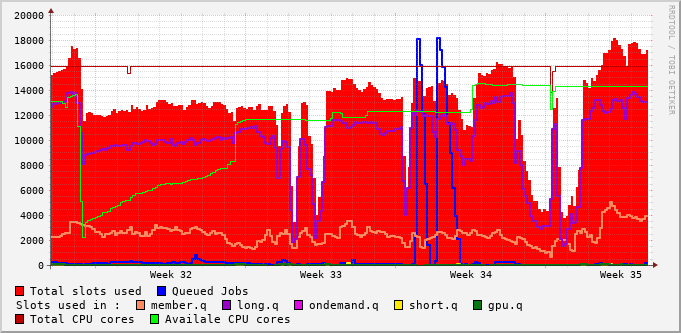 20000
18000
16000
14000
12000
10000
8000
6000
4000
2000
0
Week 32 Week 33 Week 34 Week 35
Total slots used Queued Jobs
Slots used in : member.q long.q ondemand.q short.q gpu.q
Total CPU cores Availale CPU cores
RRDTOOL / TOBI OETIKER